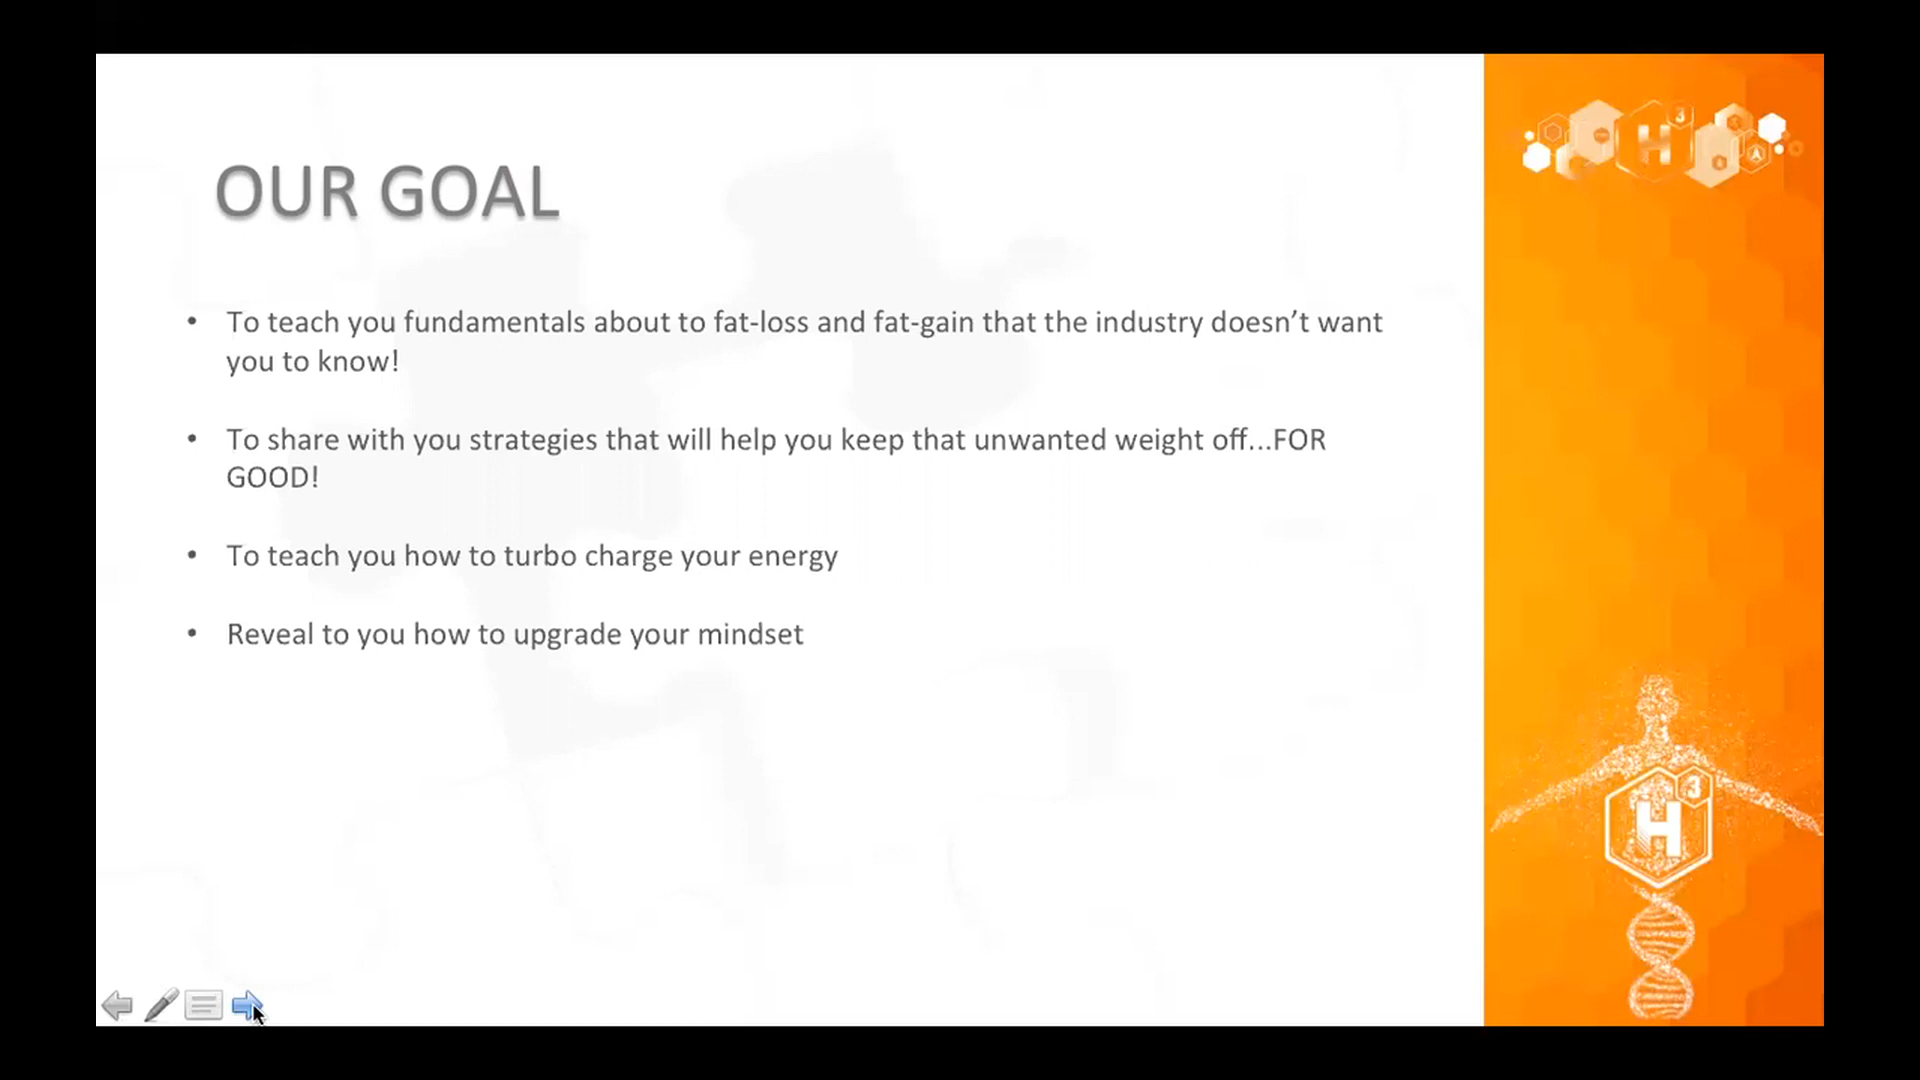 OUR GOAL
• To teach you fundamentals about to fat-loss and fat-gain that the industry doesn’t want
you to know!
• To share with you strategies that will help you keep that unwanted weight off...FOR
GOOD!
• To teach you how to turbo charge your energy
• Reveal to you how to upgrade your mindset
H 3
A
H 3